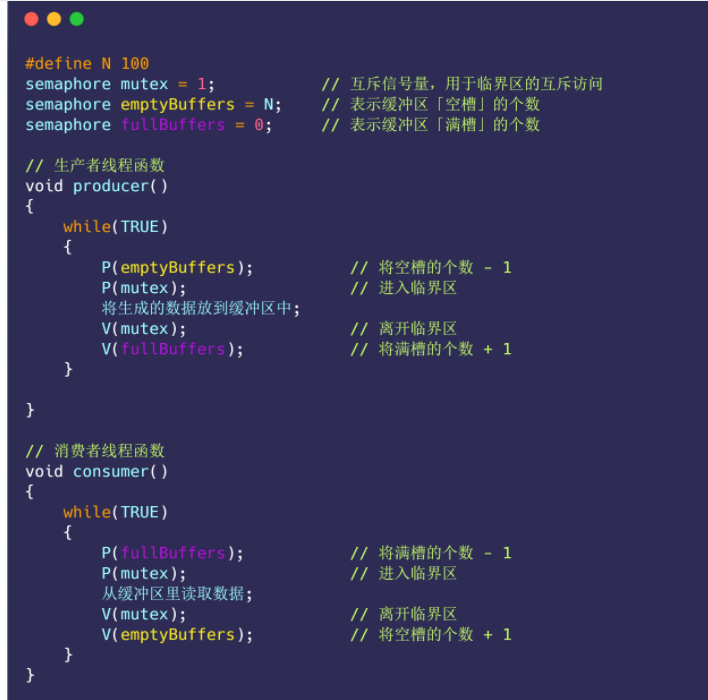 #define N 100
semaphore mutex = 1; // 互斥信号量，用于临界区的互斥访问
semaphore emptyBuffers = N; // 表示缓冲区「空槽」的个数
semaphore fullBuffers = 0; // 表示缓冲区「满槽」的个数
// 生产者线程函数
void producer()
{
while(TRUE)
{
P(emptyBuffers); // 将空槽的个数 - 1
P(mutex); // 进入临界区
将生成的数据放到缓冲区中;
V(mutex); // 离开临界区
V(fullBuffers); // 将满槽的个数 + 1
}
}
// 消费者线程函数
void consumer()
{
while(TRUE)
{
P(fullBuffers); // 将满槽的个数 - 1
P(mutex); // 进入临界区
从缓冲区里读取数据;
V(mutex); // 离开临界区
V(emptyBuffers); // 将空槽的个数 + 1
}
}